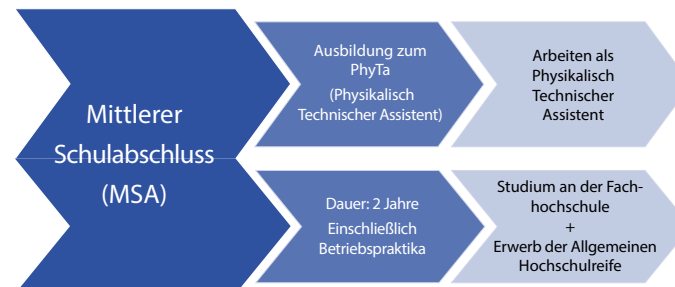 Mittlerer
Schulabschluss
(MSA)
Ausbildung zum
PhyTa
(Physikalisch
Technischer Assistent)
Arbeiten als
Physikalisch
Technischer
Assistent
Dauer: 2 Jahre
Einschließlich
Betriebspraktika
Studium an der Fach-
hochschule
+
Erwerb der Allgemeinen
Hochschulreife